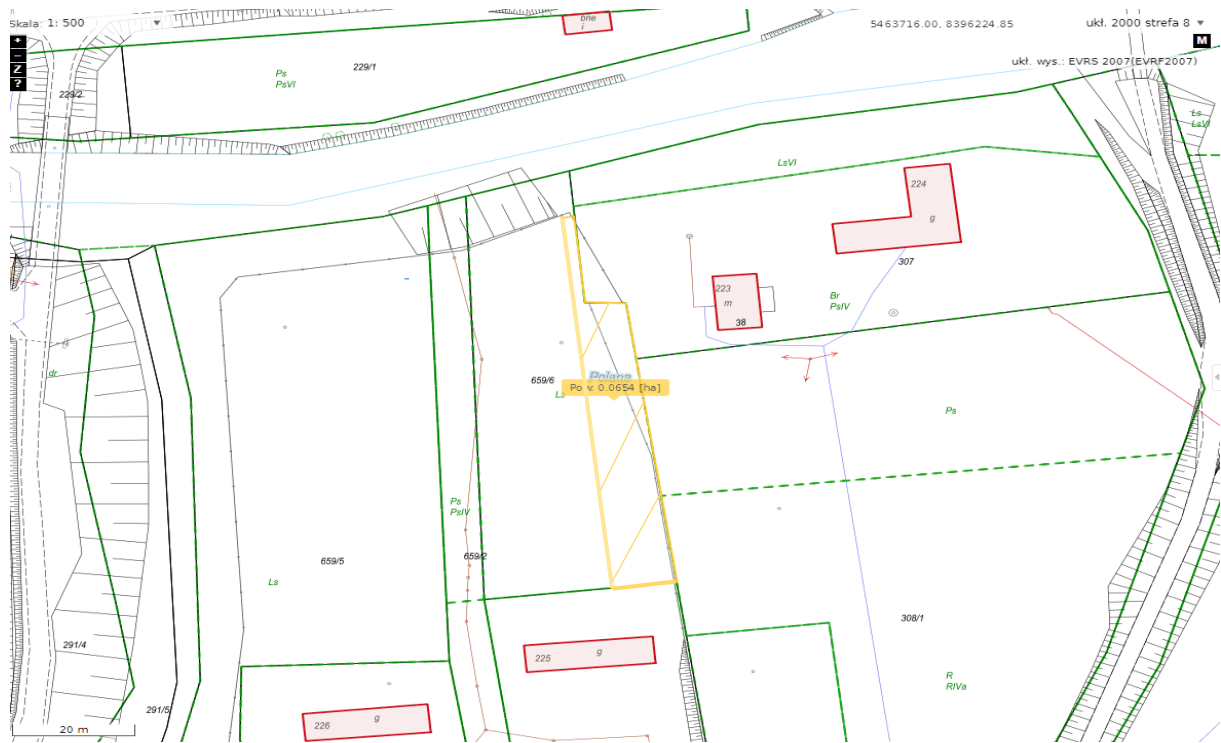 Skala: 1: 500
5463716.00, 8396224.85
ukł. 2000 strefa 8
+
–
Z
?
M
ukł. wys.: EVRS 2007(EVRF2007)
229/1
Ps
PsVI
229/2
Ls
LsVI
LsVI
224
g
307
223
m
38
Br
PsIV
dr
659/6
Polana
Pow: 0.0654 [ha]
Ls
Ps
Ps
PsIV
659/5
659/2
Ls
308/1
291/4
225
g
R
RIVa
291/5
226
g
20 m